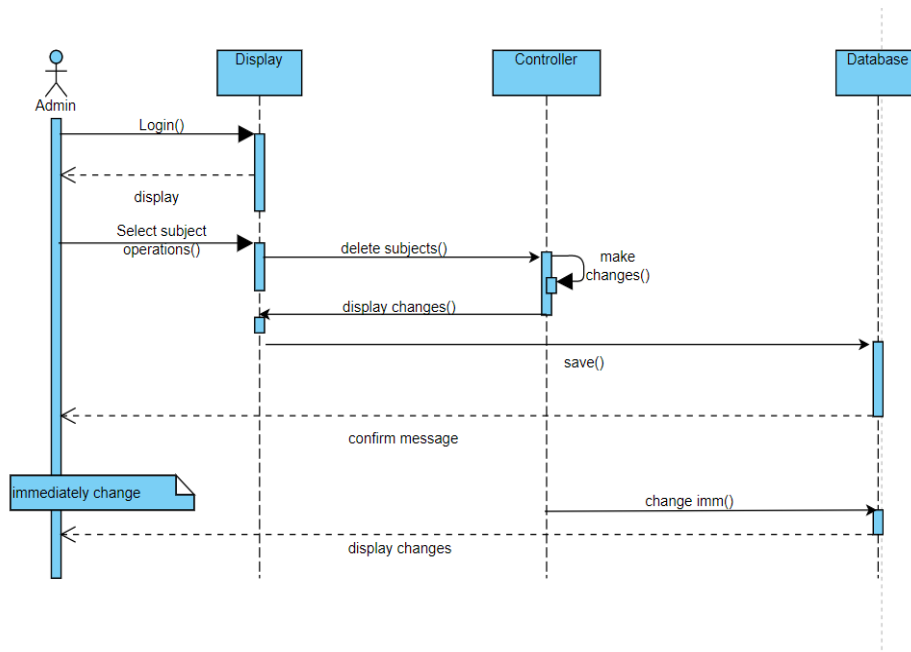 Display
Controller
Database
Admin
Login()
display
Select subject
operations()
delete subjects()
make
changes()
display changes()
save()
confirm message
immediately change
change imm()
display changes